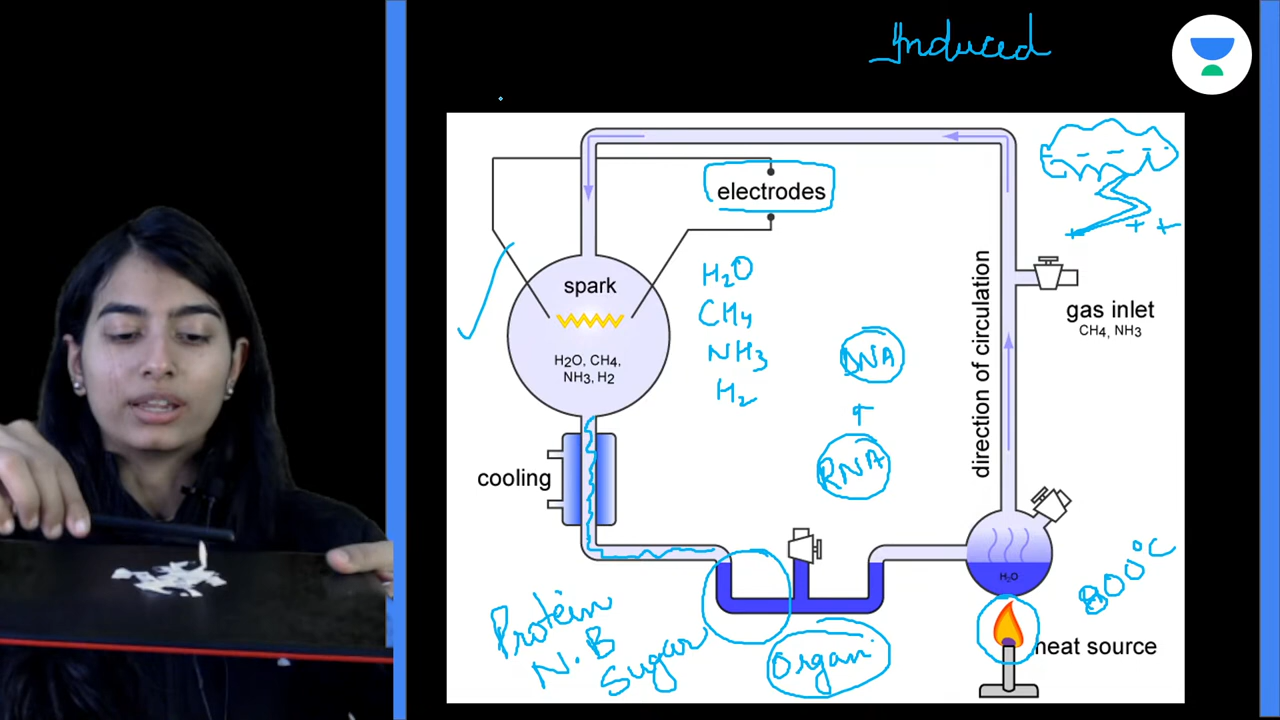 Induced
electrodes
spark
H2O, CH4,
NH3, H2
H2O
CH4
NH3
H2
DNA
RNA
direction of circulation
gas inlet
CH4, NH3
cooling
H2O
800°C
heat source
Protein
N.B
Sugar
Organi